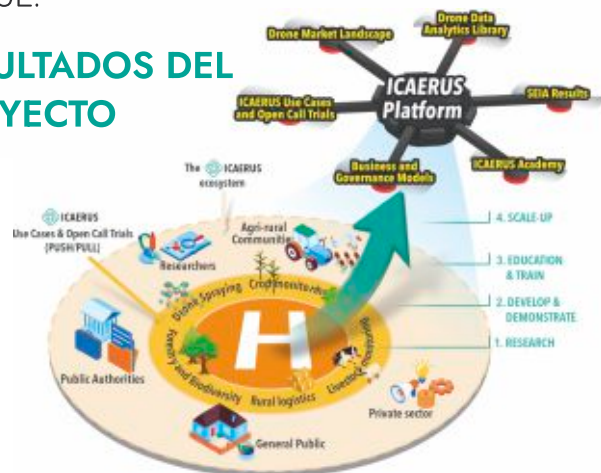 ULTADOS DEL
YECTO
Drone Market Landscape
Drone Data
Analytics Library
ICAERUS Use Cases
and Open Call Trials
ICAERUS
Platform
SEIA Results
Business and
Governance Models
ICAERUS Academy
The ICAERUS
ecosystem
ICAERUS
Use Cases & Open Call Trials
(PUSH/PULL)
Researchers
Agri-rural
Communitie
4. SCALE-UP
3. EDUCATION
& TRAIN
2. DEVELOP &
DEMONSTRATE
1. RESEARCH
Drone Spraying
Crop monitoring
Forestry and Biodiversity
Rural logistics
Livestock monitoring
H
Public Authorities
General Public
Private sector